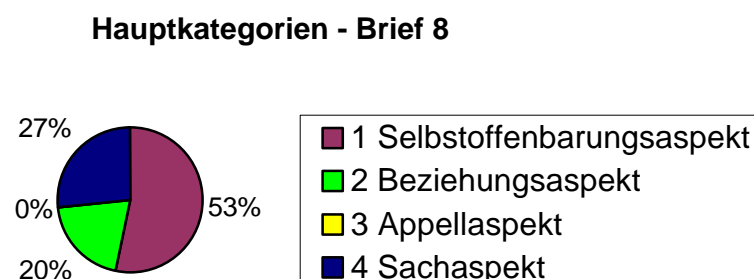 Hauptkategorien - Brief 8
27%
1 Selbstoffenbarungsaspekt
2 Beziehungsaspekt
0%
53%
3 Appellaspekt
20%
4 Sachaspekt